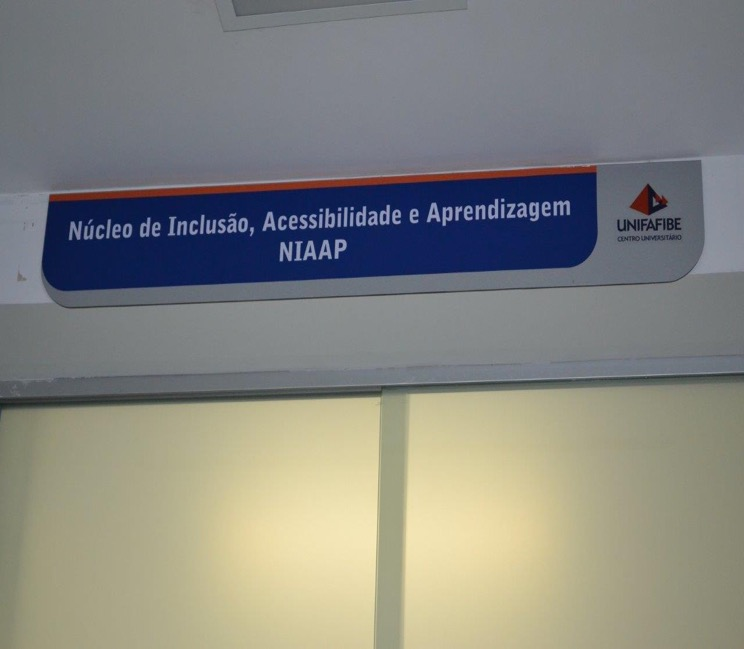 Núcleo de Inclusão, Acessibilidade e Aprendizagem
NIAAP
UNIFAFIBE
CENTRO UNIVERSITÁRIO